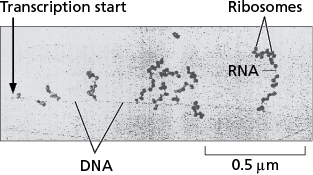 Transcription start
Ribosomes
RNA
DNA
0.5 μm